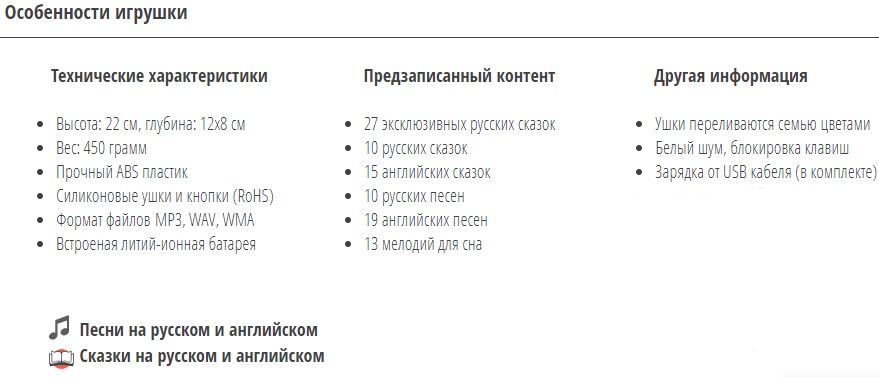 Особенности игрушки
Технические характеристики
Высота: 22 см, глубина: 12х8 см
Вес: 450 грамм
Прочный ABS пластик
Силиконовые ушки и кнопки (RoHS)
Формат файлов MP3, WAV, WMA
Встроеная литий-ионная батарея
Предзаписанный контент
27 эксклюзивных русских сказок
10 русских сказок
15 английских сказок
10 русских песен
19 английских песен
13 мелодий для сна
Другая информация
Ушки переливаются семью цветами
Белый шум, блокировка клавиш
Зарядка от USB кабеля (в комплекте)
Песни на русском и английском
Сказки на русском и английском